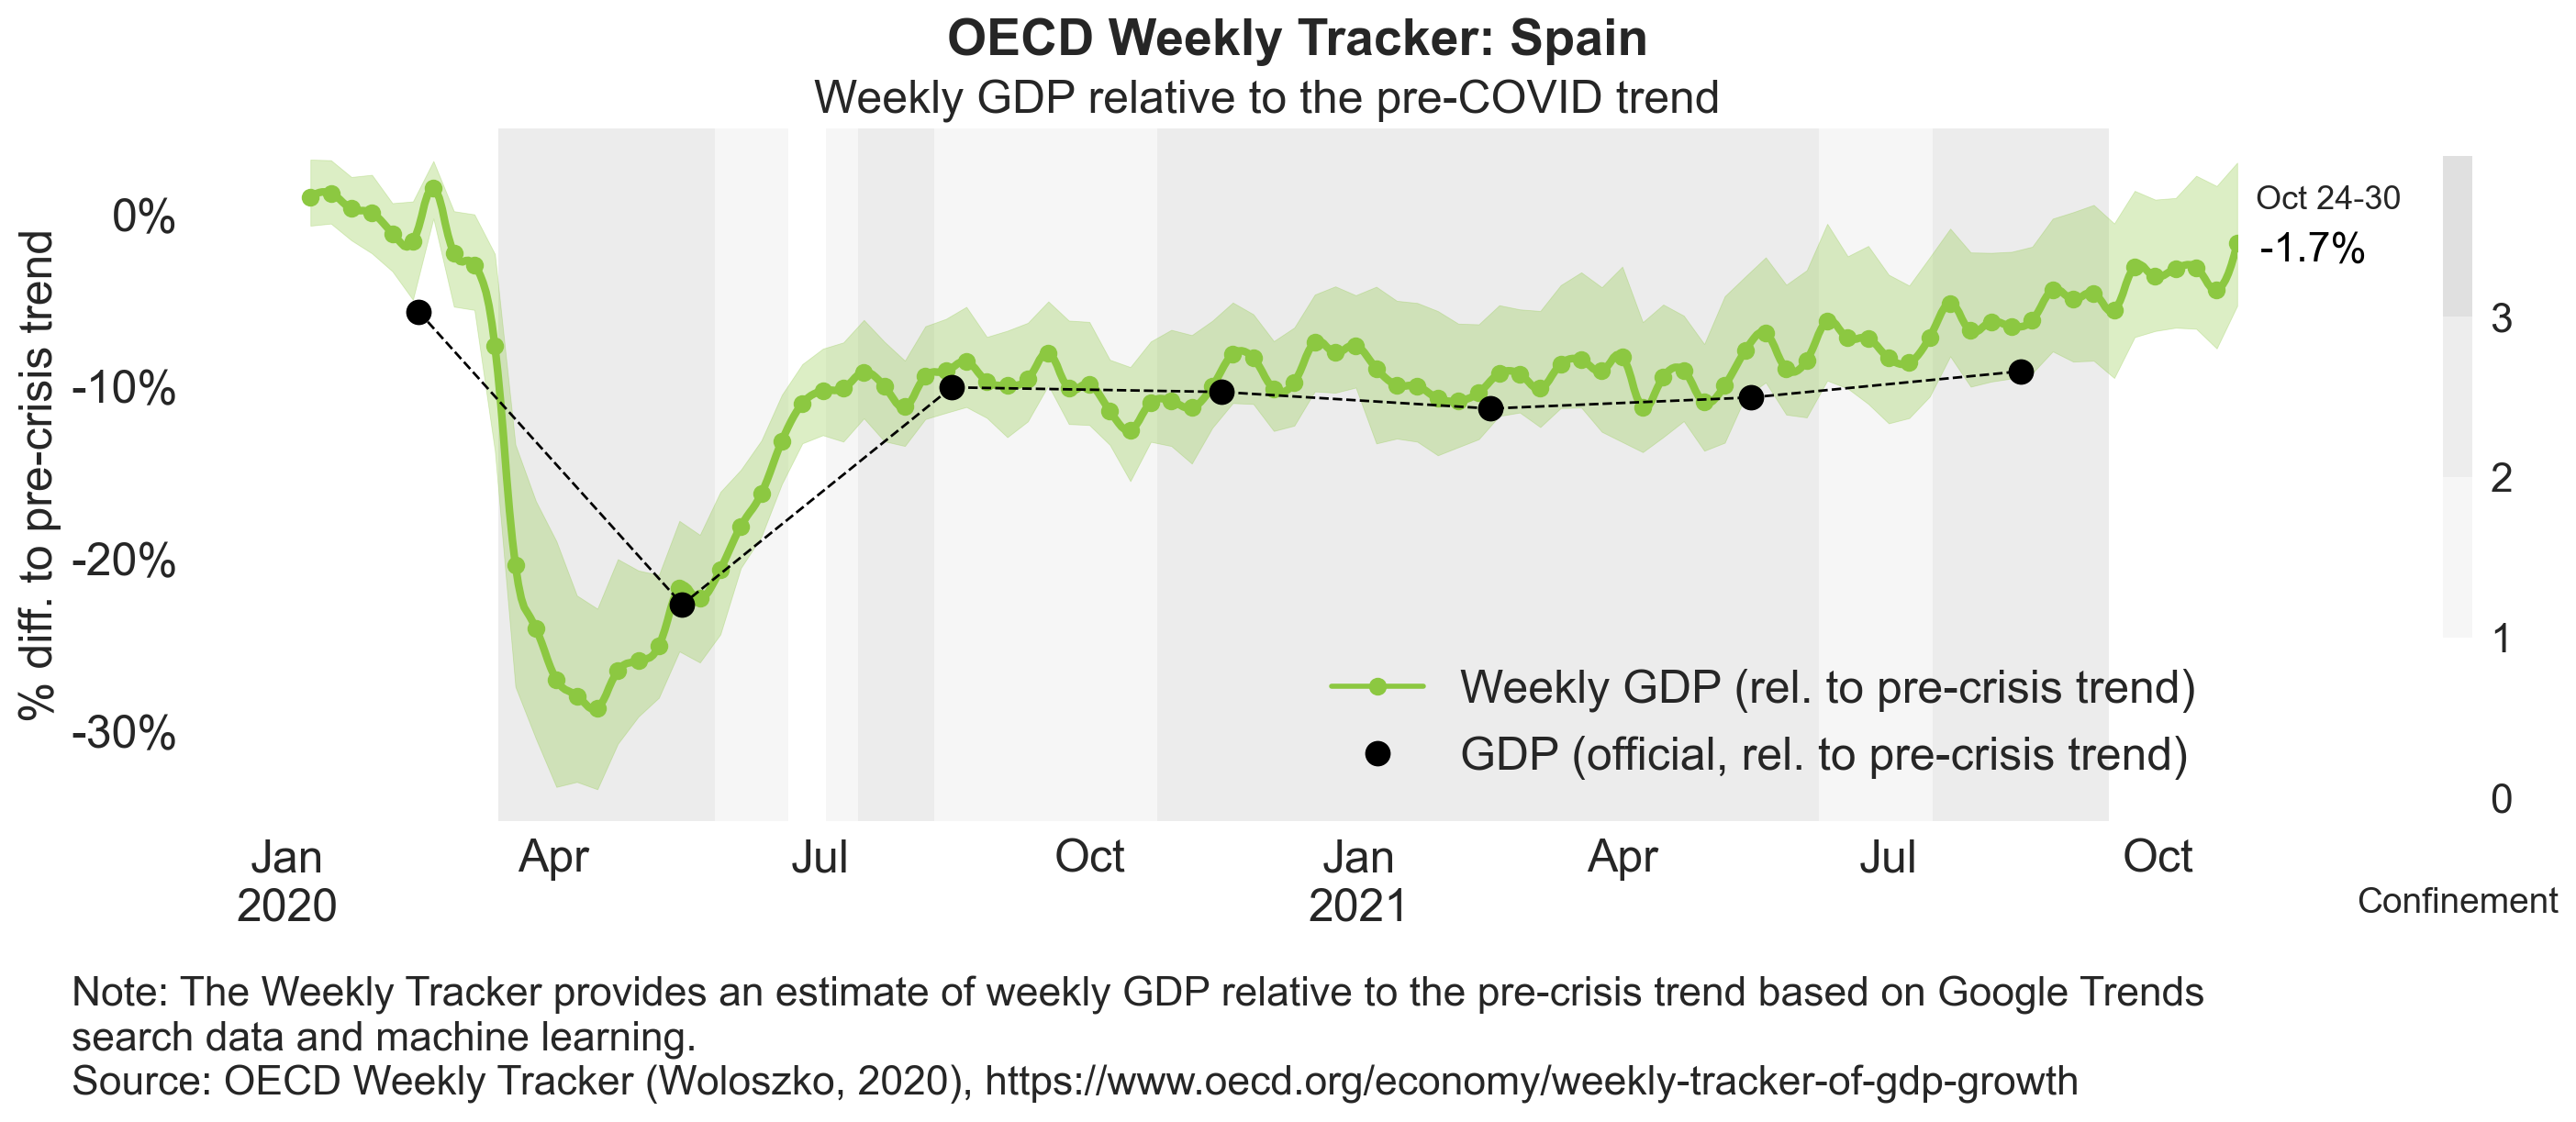 OECD Weekly Tracker: Spain
Weekly GDP relative to the pre-COVID trend
% diff. to pre-crisis trend
0%
-10%
-20%
-30%
Oct 24-30
-1.7%
3
2
1
0
Confinement
Weekly GDP (rel. to pre-crisis trend)
GDP (official, rel. to pre-crisis trend)
Jan Apr Jul Oct Jan Apr Jul Oct
2020 2021
Note: The Weekly Tracker provides an estimate of weekly GDP relative to the pre-crisis trend based on Google Trends
search data and machine learning.
Source: OECD Weekly Tracker (Woloszko, 2020), https://www.oecd.org/economy/weekly-tracker-of-gdp-growth